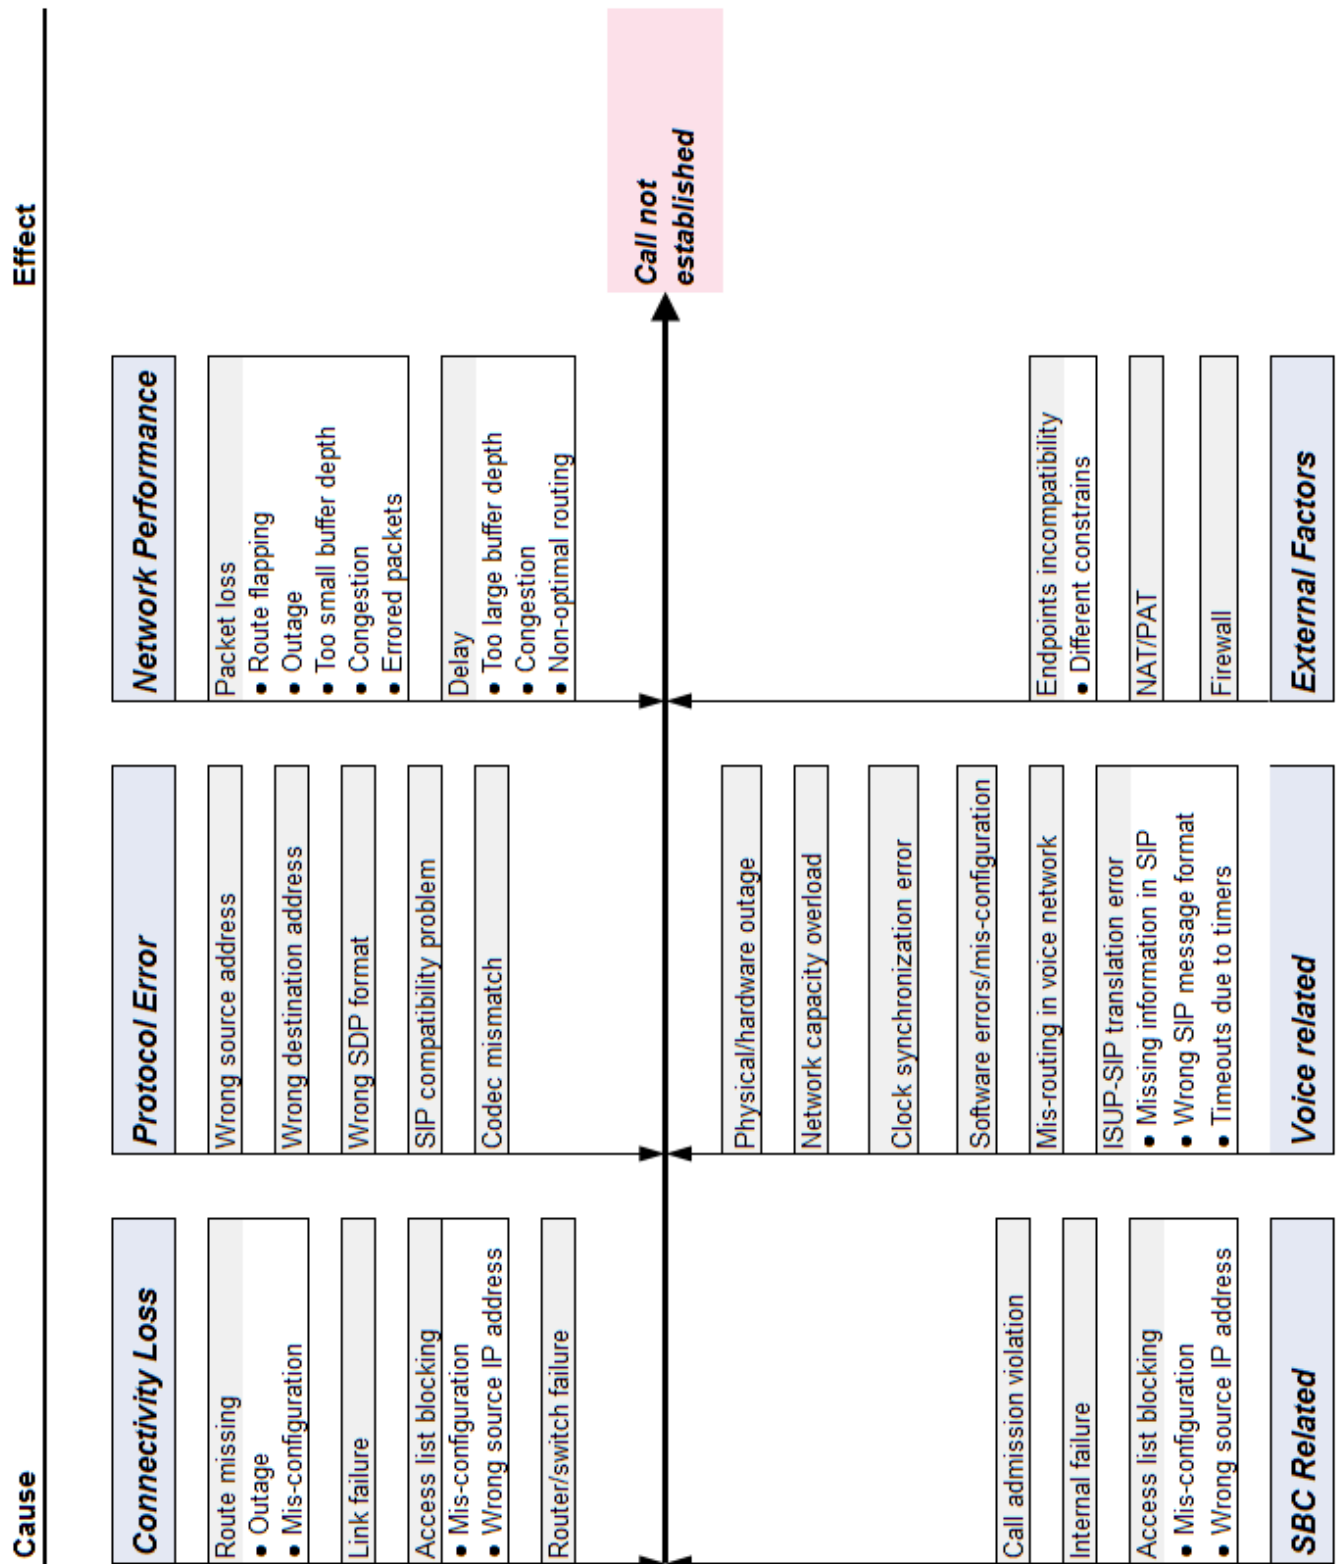 Cause
Effect
Connectivity Loss
Route missing
• Outage
• Mis-configuration
Link failure
Access list blocking
• Mis-configuration
• Wrong source IP address
Router/switch failure
Protocol Error
Wrong source address
Wrong destination address
Wrong SDP format
SIP compatibility problem
Codec mismatch
Network Performance
Packet loss
• Route flapping
• Outage
• Too small buffer depth
• Congestion
• Errored packets
Delay
• Too large buffer depth
• Congestion
• Non-optimal routing
Call not
established
Call admission violation
Internal failure
Access list blocking
• Mis-configuration
• Wrong source IP address
SBC Related
Physical/hardware outage
Network capacity overload
Clock synchronization error
Software errors/mis-configuration
Mis-routing in voice network
ISUP-SIP translation error
• Missing information in SIP
• Wrong SIP message format
• Timeouts due to timers
Voice related
Endpoints incompatibility
• Different constrains
NAT/PAT
Firewall
External Factors